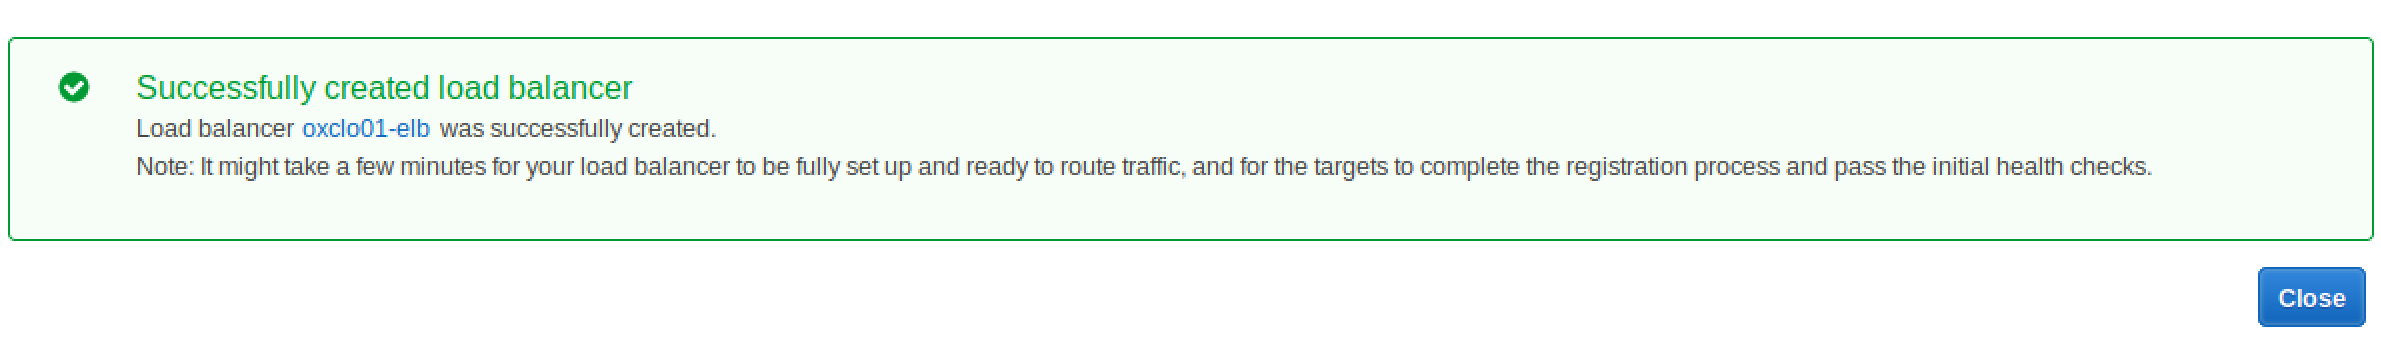 Successfully created load balancer
Load balancer oxclo01-elb was successfully created.
Note: It might take a few minutes for your load balancer to be fully set up and ready to route traffic, and for the targets to complete the registration process and pass the initial health checks.
Close